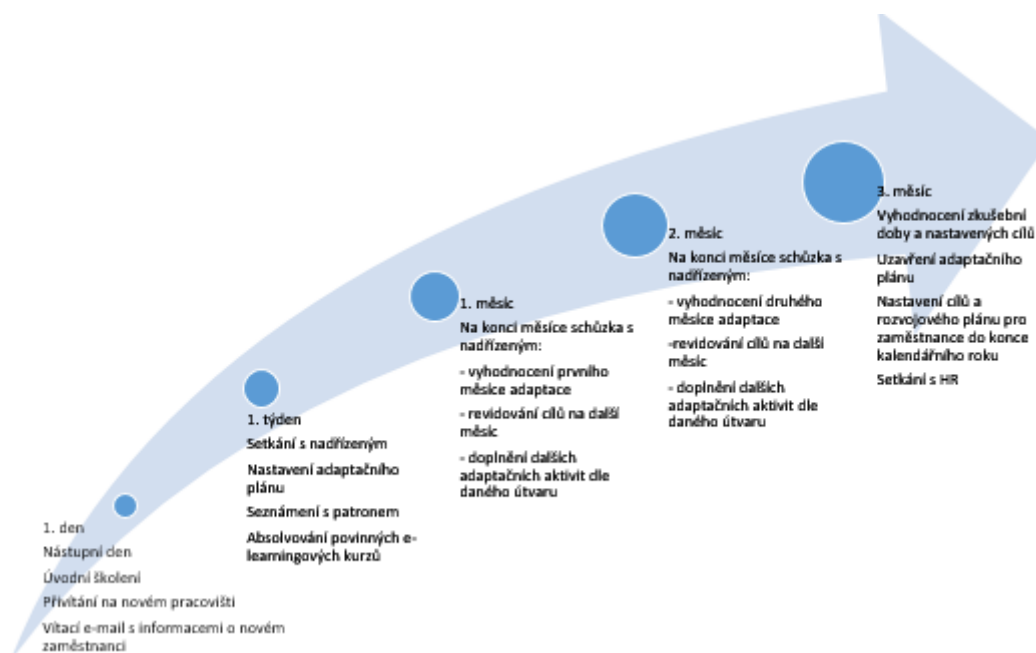 1. den
Nástupní den
Úvodní školení
Přivítání na novém pracovišti
Vítací e-mail s informacemi o novém
zaměstnanci
1. týden
Setkání s nadřízeným
Nastavení adaptačního
plánu
Seznámení s patronem
Absolvování povinných e-
learningových kurzů
1. měsíc
Na konci měsíce schůzka s
nadřízeným:
- vyhodnocení prvního
měsíce adaptace
- revidování cílů na další
měsíc
- doplnění dalších
adaptačních aktivit dle
daného útvaru
2. měsíc
Na konci měsíce schůzka s
nadřízeným:
- vyhodnocení druhého
měsíce adaptace
-revidování cílů na další
měsíc
- doplnění dalších
adaptačních aktivit dle
daného útvaru
3. měsíc
Vyhodnocení zkušební
doby a nastavených cílů
Uzavření adaptačního
plánu
Nastavení cílů a
rozvojového plánu pro
zaměstnance do konce
kalendářního roku
Setkání s HR